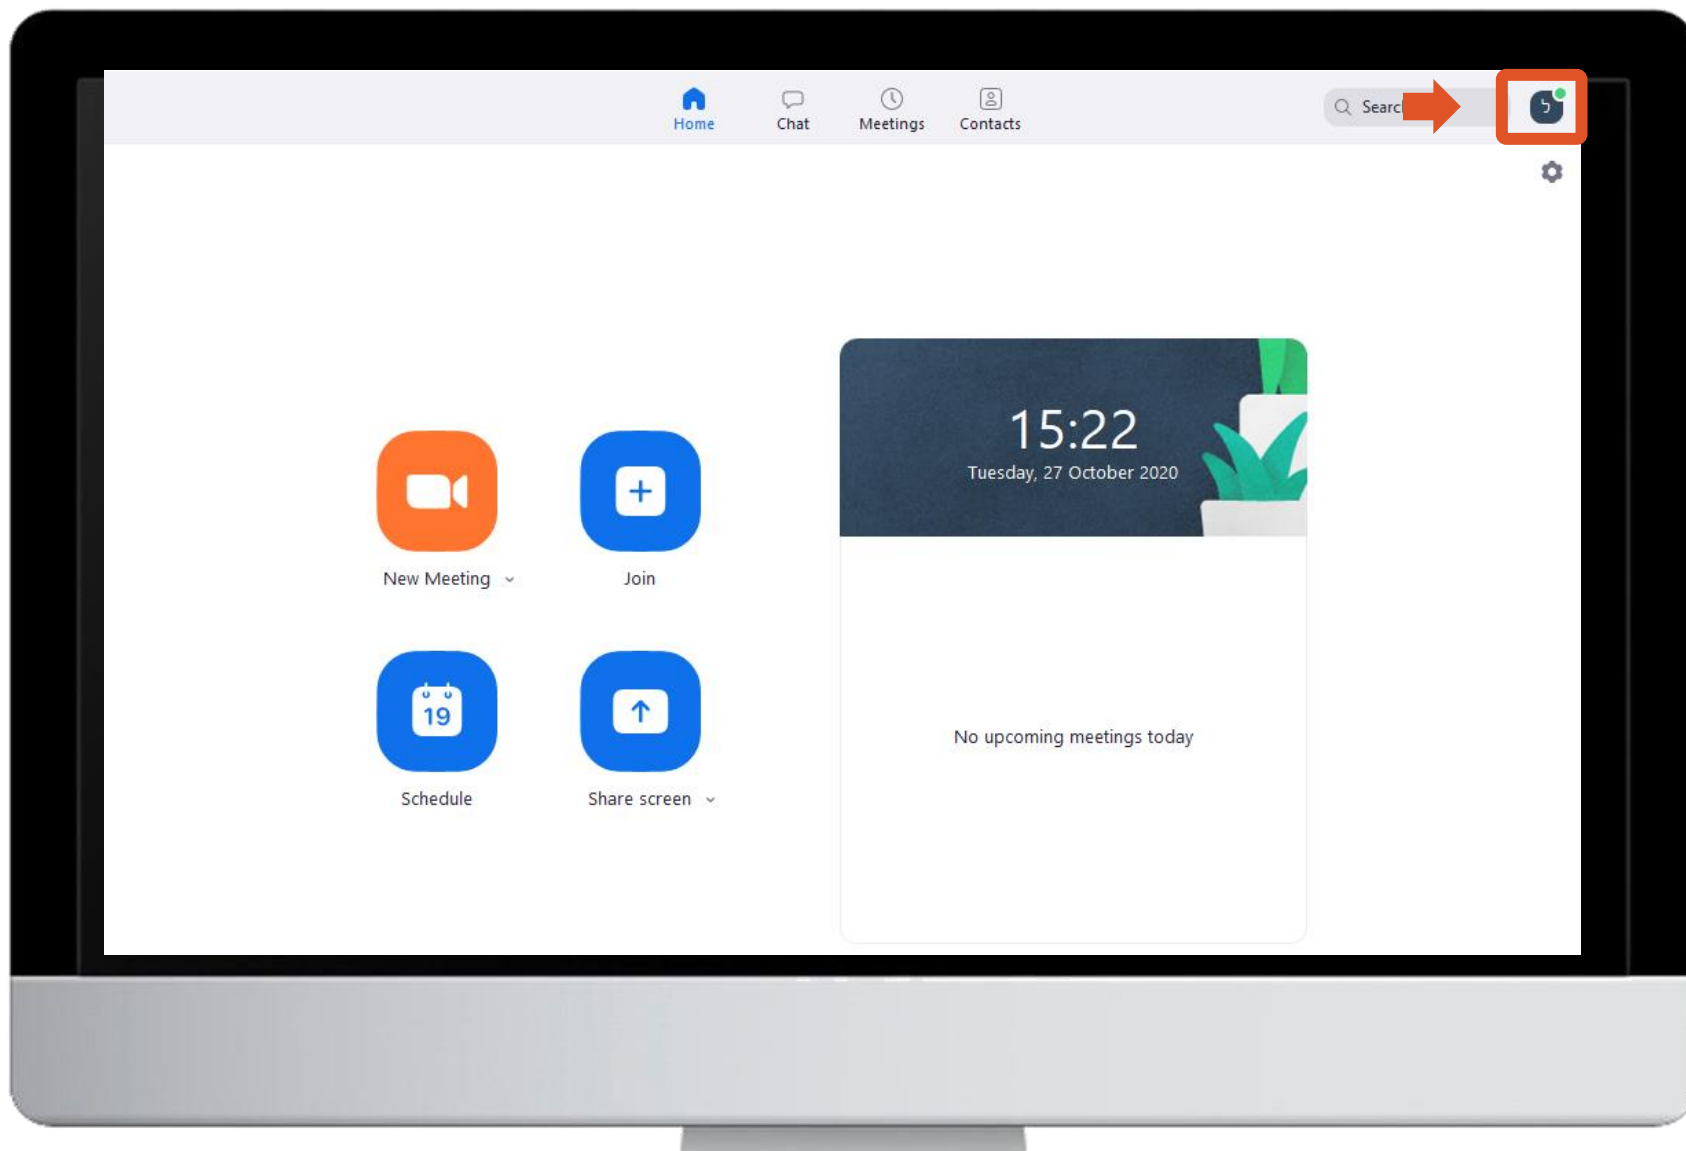 Home
Chat
Meetings
Contacts
Search
ל
15:22
Tuesday, 27 October 2020
New Meeting
Join
19
Schedule
Share screen
No upcoming meetings today